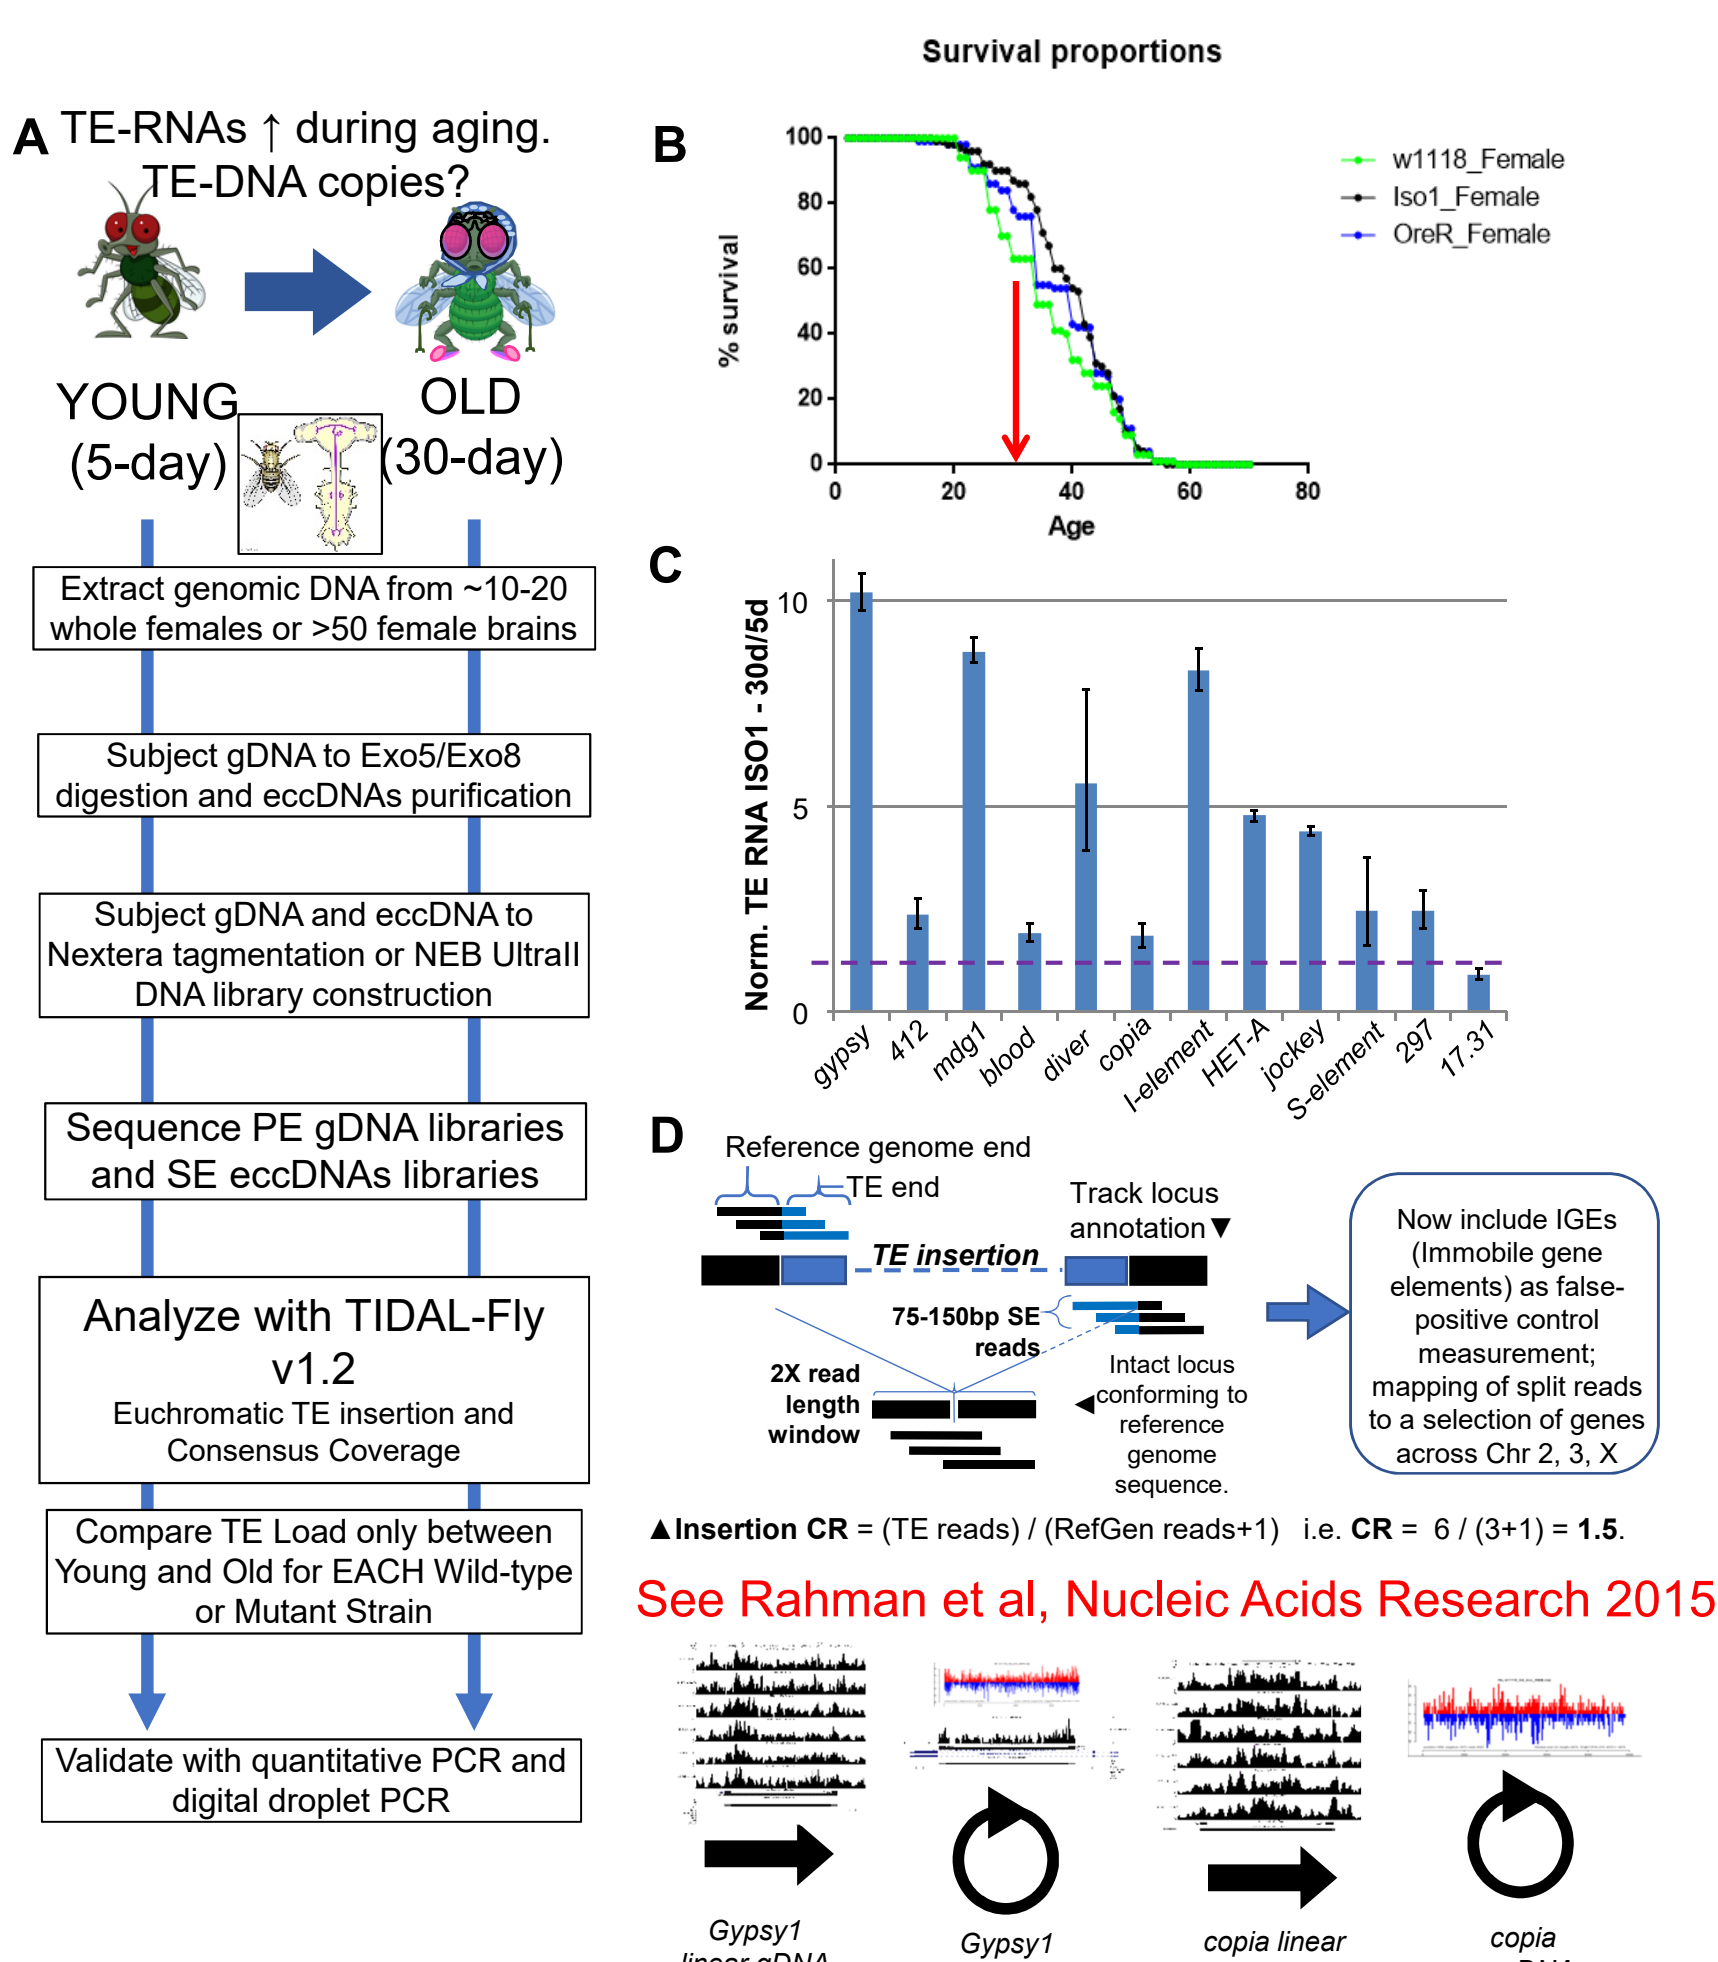 A
TE-RNAs ↑ during aging.
TE-DNA copies?
YOUNG
(5-day)
OLD
(30-day)
Extract genomic DNA from ~10-20
whole females or >50 female brains
Subject gDNA to Exo5/Exo8
digestion and eccDNAs purification
Subject gDNA and eccDNA to
Nextera tagmentation or NEB UltraII
DNA library construction
Sequence PE gDNA libraries
and SE eccDNAs libraries
Analyze with TIDAL-Fly
v1.2
Euchromatic TE insertion and
Consensus Coverage
Compare TE Load only between
Young and Old for EACH Wild-type
or Mutant Strain
Validate with quantitative PCR and
digital droplet PCR
B
Survival proportions
% survival
100
80
60
40
20
0
0 20 40 60 80
Age
w1118_Female
Iso1_Female
OreR_Female
C
Norm. TE RNA ISO1 - 30d/5d
10
5
0
gypsy
412
mdg1
blood
diver
copia
I-element
HET-A
jockey
S-element
297
17.31
D
Reference genome end
TE end
TE insertion
Track locus
annotation▼
75-150bp SE
reads
2X read
length
window
◄Intact locus
conforming to
reference
genome
sequence.
Now include IGEs
(Immobile gene
elements) as false-
positive control
measurement;
mapping of split reads
to a selection of genes
across Chr 2, 3, X
▲Insertion CR = (TE reads) / (RefGen reads+1) i.e. CR = 6 / (3+1) = 1.5.
See Rahman et al, Nucleic Acids Research 2015
Gypsy1
linear gDNA
Gypsy1
copia linear
copia